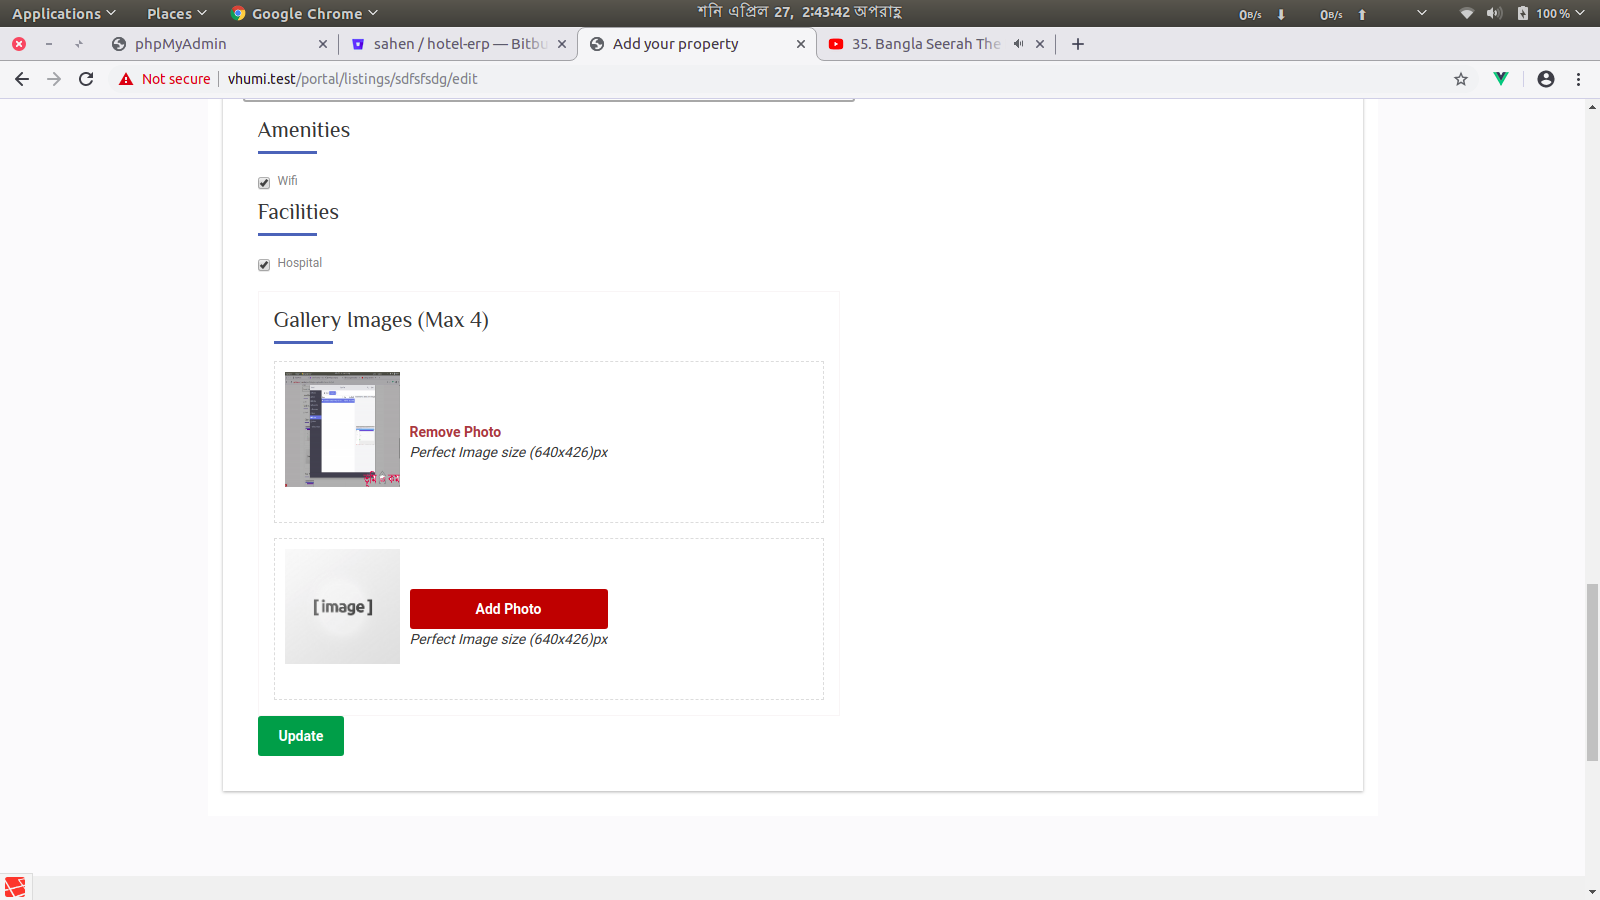 Applications Places Google Chrome শনি এপ্রিল 27, 2:43:42 অপরাহ্ণ 0B/s 0B/s 100 %
phpMyAdmin sahen / hotel-erp — Bitbu Add your property 35. Bangla Seerah The
Not secure vhumi.test/portal/listings/sdfsfsdg/edit
Amenities
Wifi
Facilities
Hospital
Gallery Images (Max 4)
Remove Photo
Perfect Image size (640x426)px
[image]
Add Photo
Perfect Image size (640x426)px
Update